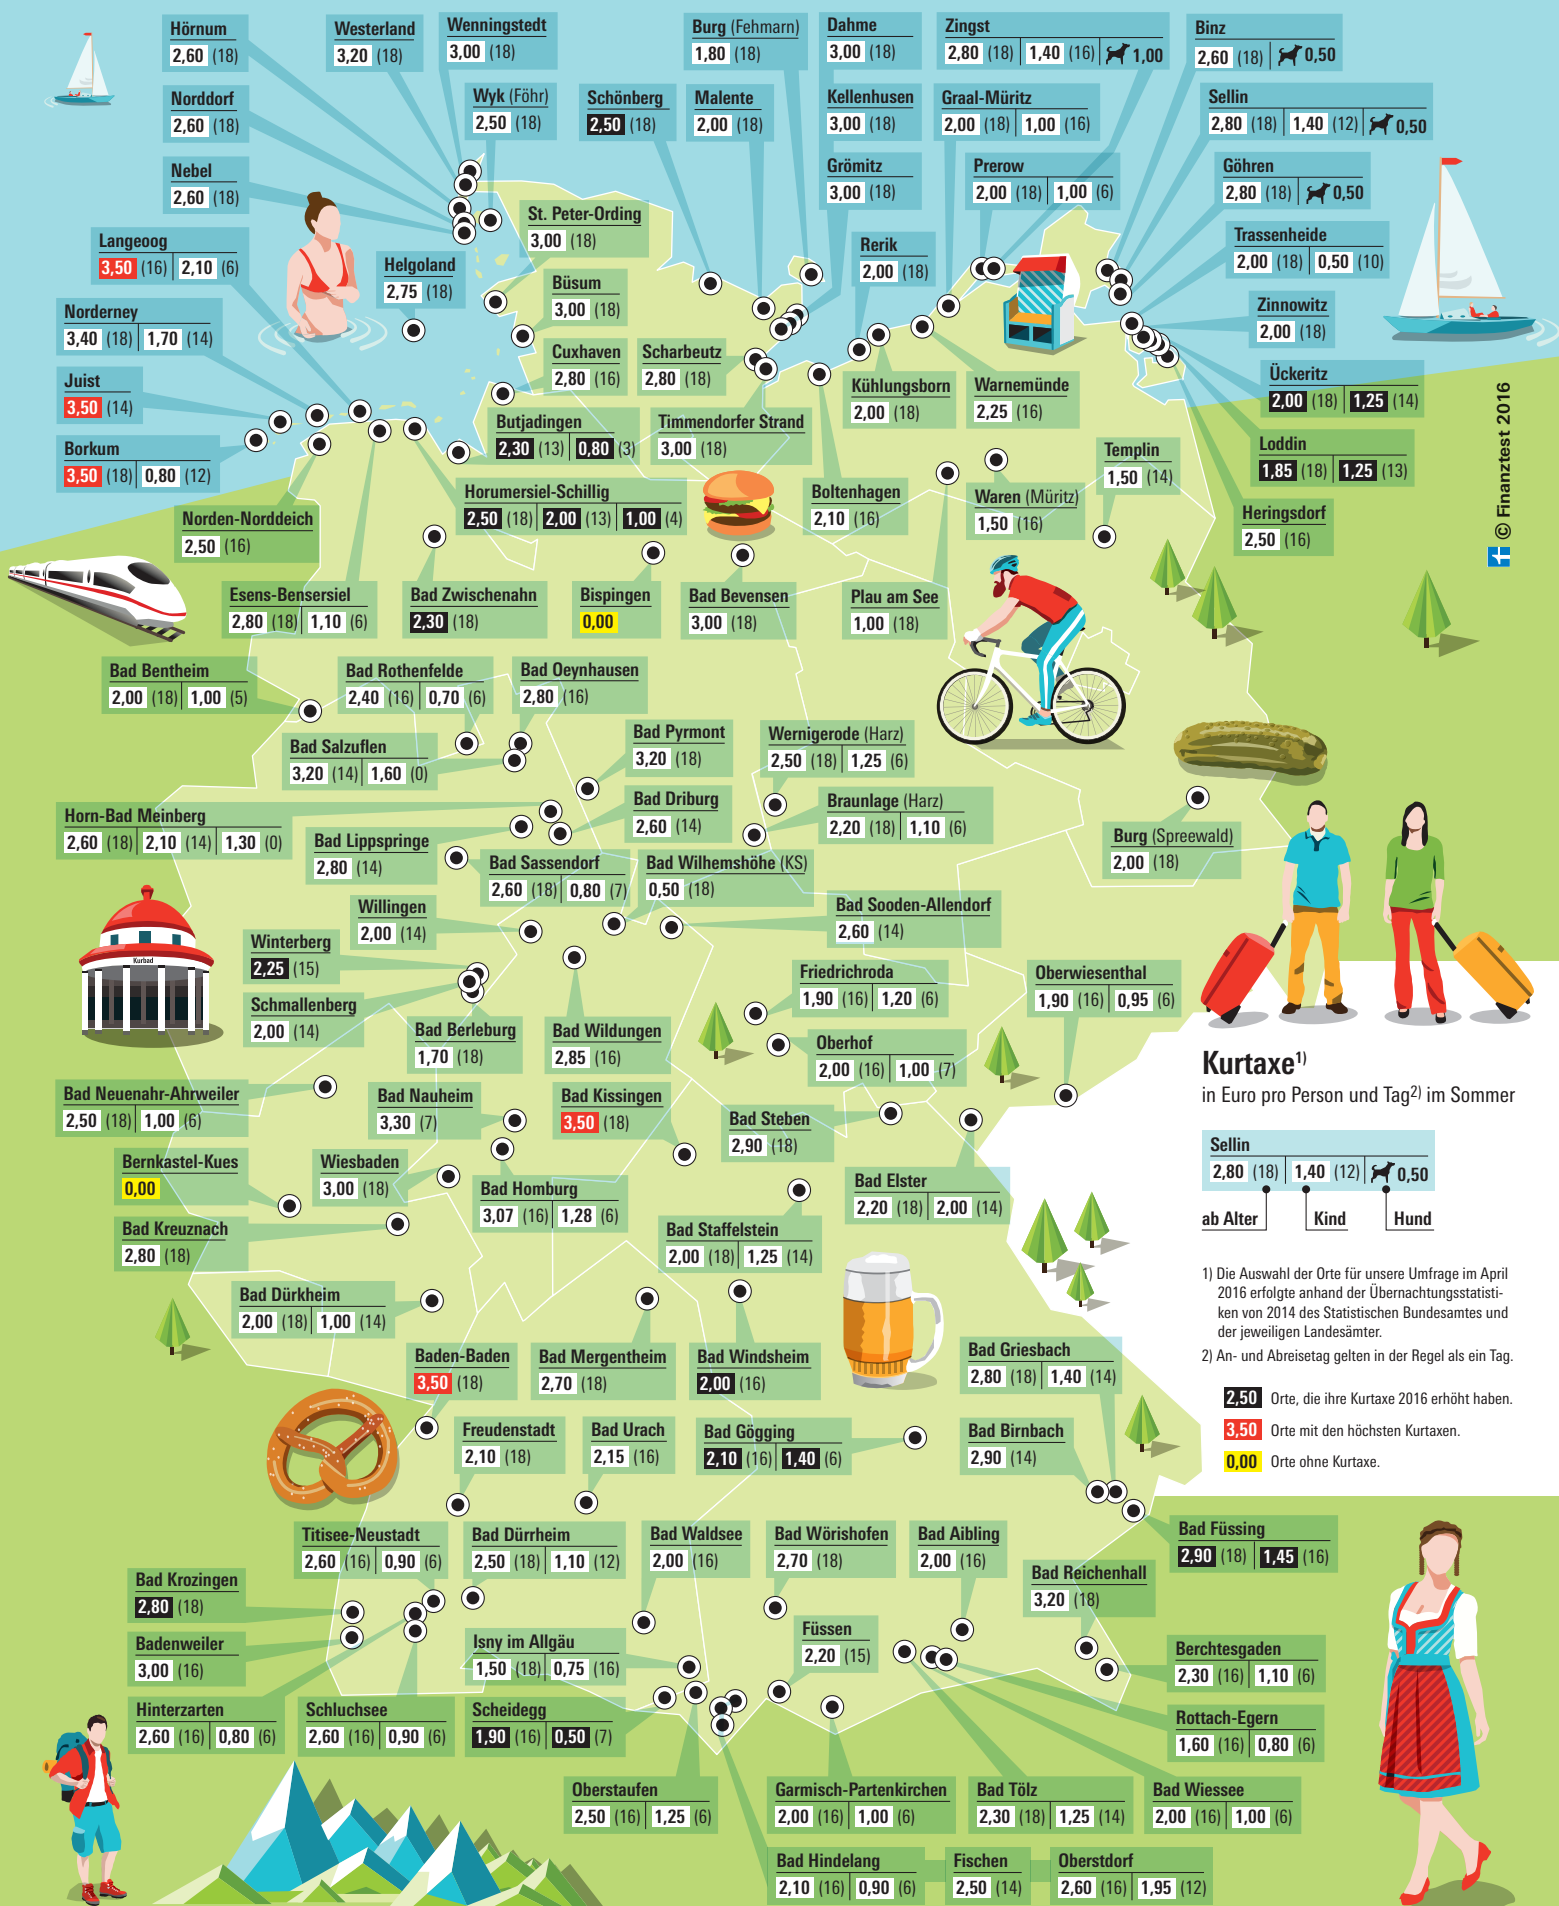 Hörnum
2,60 (18)
Westerland
3,20 (18)
Wenningstedt
3,00 (18)
Burg (Fehmarn)
1,80 (18)
Dahme
3,00 (18)
Zingst
2,80 (18) 1,40 (16) 1,00
Binz
2,60 (18) 0,50
Norddorf
2,60 (18)
Wyk (Föhr)
2,50 (18)
Schönberg
2,50 (18)
Malente
2,00 (18)
Kellenhusen
3,00 (18)
Graal-Müritz
2,00 (18) 1,00 (16)
Sellin
2,80 (18) 1,40 (12) 0,50
Nebel
2,60 (18)
Grömitz
3,00 (18)
Prerow
2,00 (18) 1,00 (6)
Göhren
2,80 (18) 0,50
Langeoog
3,50 (16) 2,10 (6)
St. Peter-Ording
3,00 (18)
Helgoland
2,75 (18)
Rerik
2,00 (18)
Trassenheide
2,00 (18) 0,50 (10)
Norderney
3,40 (18) 1,70 (14)
Büsum
3,00 (18)
Zinnowitz
2,00 (18)
Juist
3,50 (14)
Cuxhaven
2,80 (16)
Scharbeutz
2,80 (18)
Kühlungsborn
2,00 (18)
Warnemünde
2,25 (16)
Ückeritz
2,00 (18) 1,25 (14)
Borkum
3,50 (18) 0,80 (12)
Butjadingen
2,30 (13) 0,80 (3)
Timmendorfer Strand
3,00 (18)
Templin
1,50 (14)
Loddin
1,85 (18) 1,25 (13)
© Finanztest 2016
Norden-Norddeich
2,50 (16)
Horumersiel-Schillig
2,50 (18) 2,00 (13) 1,00 (4)
Boltenhagen
2,10 (16)
Waren (Müritz)
1,50 (16)
Heringsdorf
2,50 (16)
Esens-Bensersiel
2,80 (18) 1,10 (6)
Bad Zwischenahn
2,30 (18)
Bispingen
0,00
Bad Bevensen
3,00 (18)
Plau am See
1,00 (18)
Bad Bentheim
2,00 (18) 1,00 (5)
Bad Rothenfelde
2,40 (16) 0,70 (6)
Bad Oeynhausen
2,80 (16)
Bad Salzuflen
3,20 (14) 1,60 (0)
Bad Pyrmont
3,20 (18)
Wernigerode (Harz)
2,50 (18) 1,25 (6)
Horn-Bad Meinberg
2,60 (18) 2,10 (14) 1,30 (0)
Bad Driburg
2,60 (14)
Braunlage (Harz)
2,20 (18) 1,10 (6)
Bad Lippspringe
2,80 (14)
Burg (Spreewald)
2,00 (18)
Bad Sassendorf
2,60 (18) 0,80 (7)
Bad Wilhemshöhe (KS)
0,50 (18)
Willingen
2,00 (14)
Bad Sooden-Allendorf
2,60 (14)
Kurbad
Winterberg
2,25 (15)
Friedrichroda
1,90 (16) 1,20 (6)
Oberwiesenthal
1,90 (16) 0,95 (6)
Schmallenberg
2,00 (14)
Bad Berleburg
1,70 (18)
Bad Wildungen
2,85 (16)
Oberhof
2,00 (16) 1,00 (7)
Kurtaxe1)
in Euro pro Person und Tag2) im Sommer
Bad Neuenahr-Ahrweiler
2,50 (18) 1,00 (6)
Bad Nauheim
3,30 (7)
Bad Kissingen
3,50 (18)
Bad Steben
2,90 (18)
Sellin
2,80 (18) 1,40 (12) 0,50
ab Alter Kind Hund
Bernkastel-Kues
0,00
Wiesbaden
3,00 (18)
Bad Homburg
3,07 (16) 1,28 (6)
Bad Elster
2,20 (18) 2,00 (14)
Bad Kreuznach
2,80 (18)
Bad Staffelstein
2,00 (18) 1,25 (14)
1) Die Auswahl der Orte für unsere Umfrage im April
2016 erfolgte anhand der Übernachtungsstatisti-
ken von 2014 des Statistischen Bundesamtes und
der jeweiligen Landesämter.
2) An- und Abreisetag gelten in der Regel als ein Tag.
Bad Dürkheim
2,00 (18) 1,00 (14)
Baden-Baden
3,50 (18)
Bad Mergentheim
2,70 (18)
Bad Windsheim
2,00 (16)
Bad Griesbach
2,80 (18) 1,40 (14)
2,50 Orte, die ihre Kurtaxe 2016 erhöht haben.
3,50 Orte mit den höchsten Kurtaxen.
0,00 Orte ohne Kurtaxe.
Freudenstadt
2,10 (18)
Bad Urach
2,15 (16)
Bad Gögging
2,10 (16) 1,40 (6)
Bad Birnbach
2,90 (14)
Titisee-Neustadt
2,60 (16) 0,90 (6)
Bad Dürrheim
2,50 (18) 1,10 (12)
Bad Waldsee
2,00 (16)
Bad Wörishofen
2,70 (18)
Bad Aibling
2,00 (16)
Bad Füssing
2,90 (18) 1,45 (16)
Bad Krozingen
2,80 (18)
Bad Reichenhall
3,20 (18)
Badenweiler
3,00 (16)
Isny im Allgäu
1,50 (18) 0,75 (16)
Füssen
2,20 (15)
Berchtesgaden
2,30 (16) 1,10 (6)
Hinterzarten
2,60 (16) 0,80 (6)
Schluchsee
2,60 (16) 0,90 (6)
Scheidegg
1,90 (16) 0,50 (7)
Rottach-Egern
1,60 (16) 0,80 (6)
Oberstaufen
2,50 (16) 1,25 (6)
Garmisch-Partenkirchen
2,00 (16) 1,00 (6)
Bad Tölz
2,30 (18) 1,25 (14)
Bad Wiessee
2,00 (16) 1,00 (6)
Bad Hindelang
2,10 (16) 0,90 (6)
Fischen
2,50 (14)
Oberstdorf
2,60 (16) 1,95 (12)